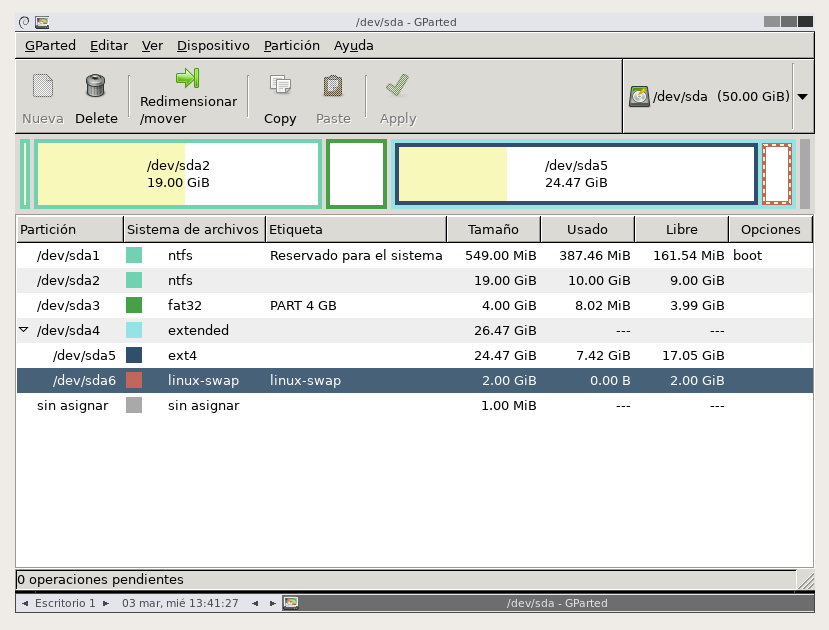 /dev/sda - GParted
GParted Editar Ver Dispositivo Partición Ayuda
Nueva Delete Redimensionar
/mover Copy Paste Apply
/dev/sda (50.00 GiB)
/dev/sda2
19.00 GiB
/dev/sda5
24.47 GiB
Partición Sistema de archivos Etiqueta Tamaño Usado Libre Opciones
/dev/sda1 ntfs Reservado para el sistema 549.00 MiB 387.46 MiB 161.54 MiB boot
/dev/sda2 ntfs 19.00 GiB 10.00 GiB 9.00 GiB
/dev/sda3 fat32 PART 4 GB 4.00 GiB 8.02 MiB 3.99 GiB
/dev/sda4 extended 26.47 GiB --- ---
/dev/sda5 ext4 24.47 GiB 7.42 GiB 17.05 GiB
/dev/sda6 linux-swap linux-swap 2.00 GiB 0.00 B 2.00 GiB
sin asignar sin asignar 1.00 MiB --- ---
0 operaciones pendientes
Escritorio 1 03 mar, mié 13:41:27 /dev/sda - GParted